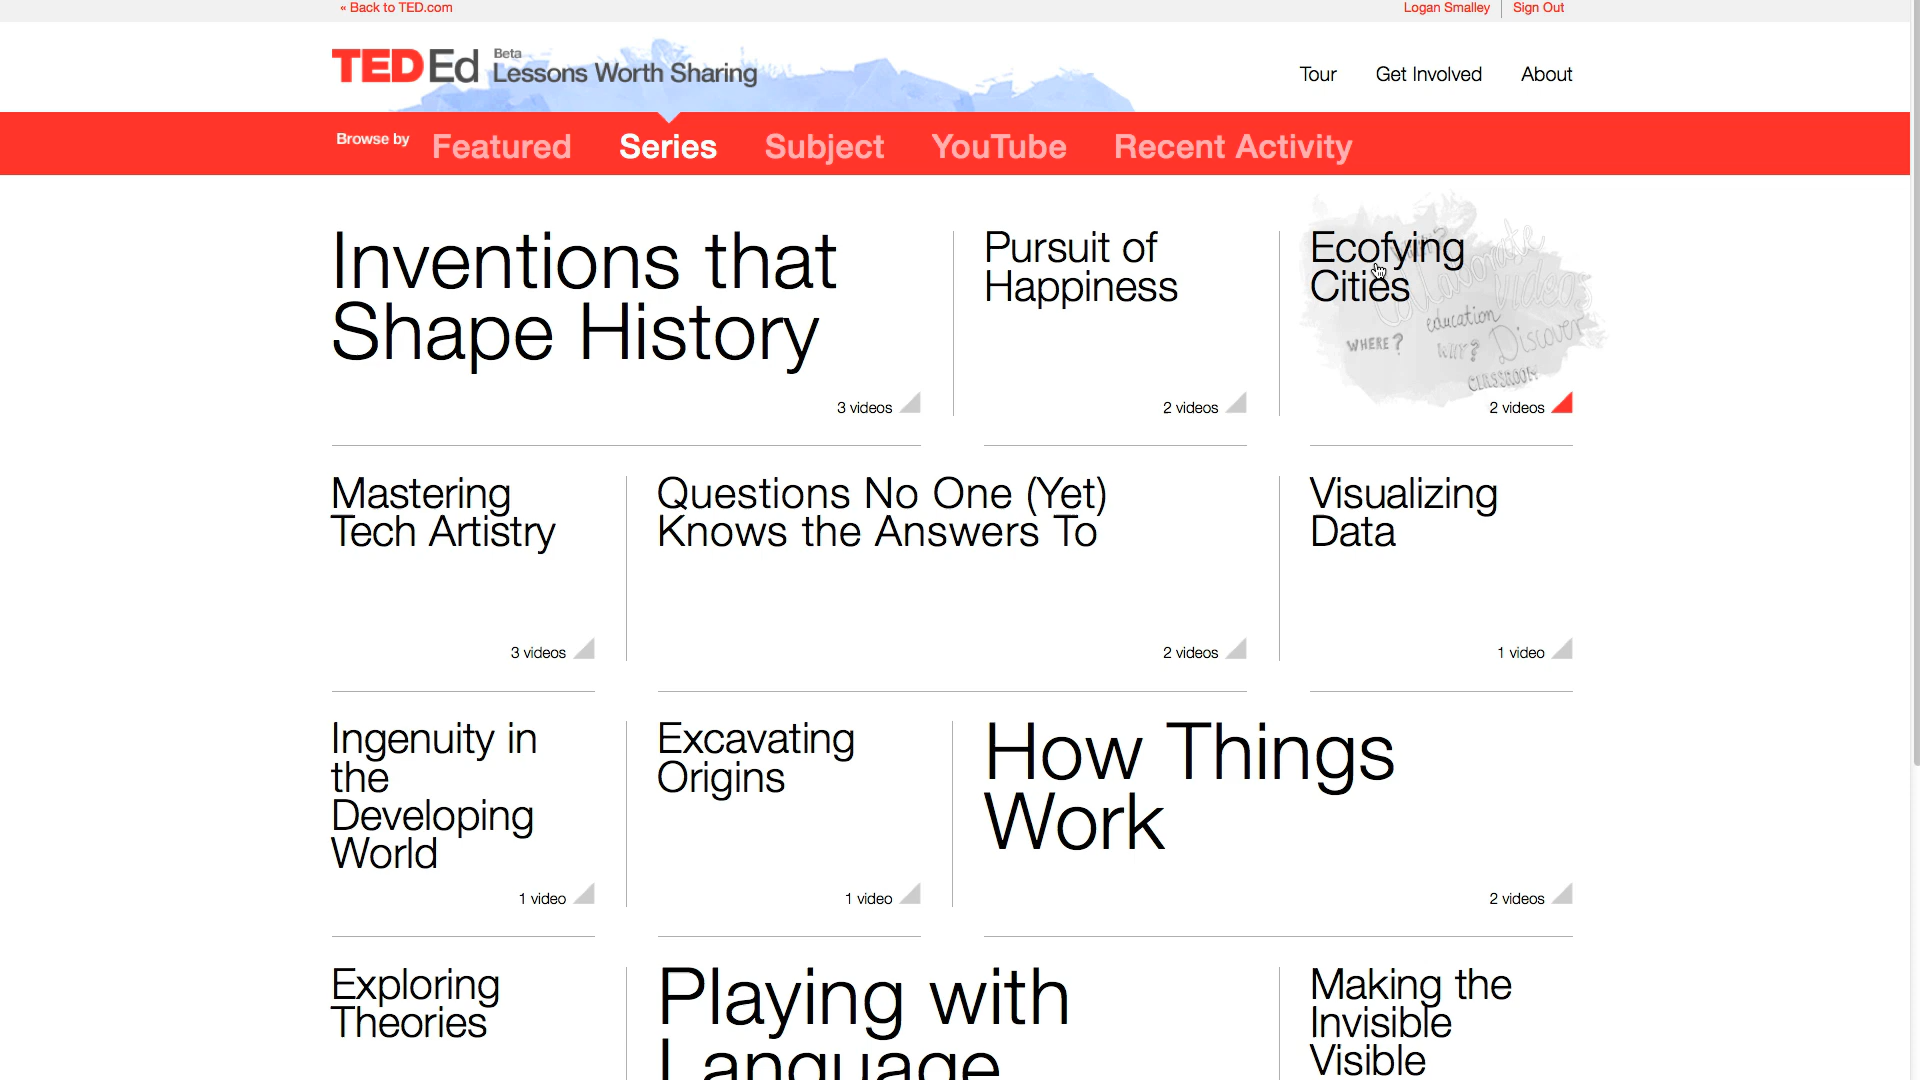 « Back to TED.com
Logan Smalley
Sign Out
TEDEd Beta
Lessons Worth Sharing
Tour
Get Involved
About
Browse by
Featured
Series
Subject
YouTube
Recent Activity
Inventions that
Shape History
3 videos
Pursuit of
Happiness
2 videos
Ecofying
Cities
education
WHERE?
WHY?
Discover
CLASSROOM
2 videos
Mastering
Tech Artistry
3 videos
Questions No One (Yet)
Knows the Answers To
2 videos
Visualizing
Data
1 video
Ingenuity in
the
Developing
World
1 video
Excavating
Origins
1 video
How Things
Work
2 videos
Exploring
Theories
Playing with
Language
Making the
Invisible
Visible